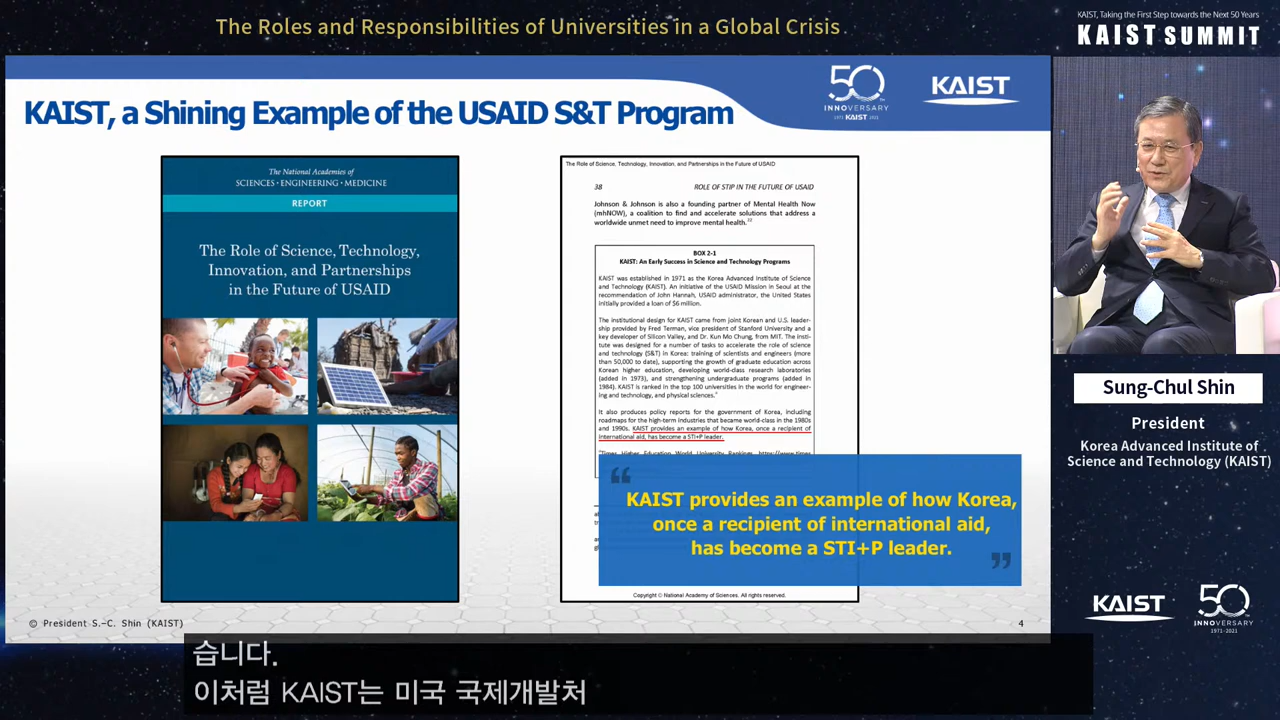 The Roles and Responsibilities of Universities in a Global Crisis
KAIST, Taking the First Step towards the Next 50 Years
KAIST SUMMIT
50
INNOVERSARY
1971 KAIST 2021
KAIST
KAIST, a Shining Example of the USAID S&T Program
The National Academies of
SCIENCES • ENGINEERING • MEDICINE
REPORT
The Role of Science, Technology,
Innovation, and Partnerships
in the Future of USAID
The Role of Science, Technology, Innovation, and Partnerships in the Future of USAID
38 ROLE OF STIP IN THE FUTURE OF USAID
Johnson & Johnson is also a founding partner of Mental Health Now
(mhNOW), a coalition to find and accelerate solutions that address a
worldwide unmet need to improve mental health.
BOX 2-1
KAIST: An Early Success in Science and Technology Programs
KAIST was established in 1971 as the Korea Advanced Institute of Science
and Technology (KAIST). An initiative of the USAID Mission in Seoul at the
recommendation of John Hannah, USAID administrator, the United States
initially provided a loan of $6 million.
The institutional design for KAIST came from joint Korean and U.S. leader-
ship provided by Fred Terman, vice president of Stanford University and a
key developer of Silicon Valley, and Dr. Kun Mo Chung, from MIT. The insti-
tute was designed for a number of tasks to accelerate the role of science
and technology (S&T) in Korea: training of scientists and engineers (more
than 50,000 to date), supporting the growth of graduate education across
Korean higher education, developing world-class research laboratories
(added in 1973), and strengthening undergraduate programs (added in
1984). KAIST is ranked in the top 100 universities in the world for engineer-
ing and technology, and physical sciences.
It also produces policy reports for the government of Korea, including
roadmaps for the high-term industries that became world-class in the 1980s
and 1990s. KAIST provides an example of how Korea, once a recipient of
international aid, has become a STI+P leader.
Times Higher Education World University Rankings, https://www.times
“
KAIST provides an example of how Korea,
once a recipient of international aid,
has become a STI+P leader.
”
Copyright © National Academy of Sciences. All rights reserved.
© President S.-C. Shin (KAIST)
4
Sung-Chul Shin
President
Korea Advanced Institute of
Science and Technology (KAIST)
KAIST
50
INNOVERSARY
1971-2021
습니다.
이처럼 KAIST는 미국 국제개발처